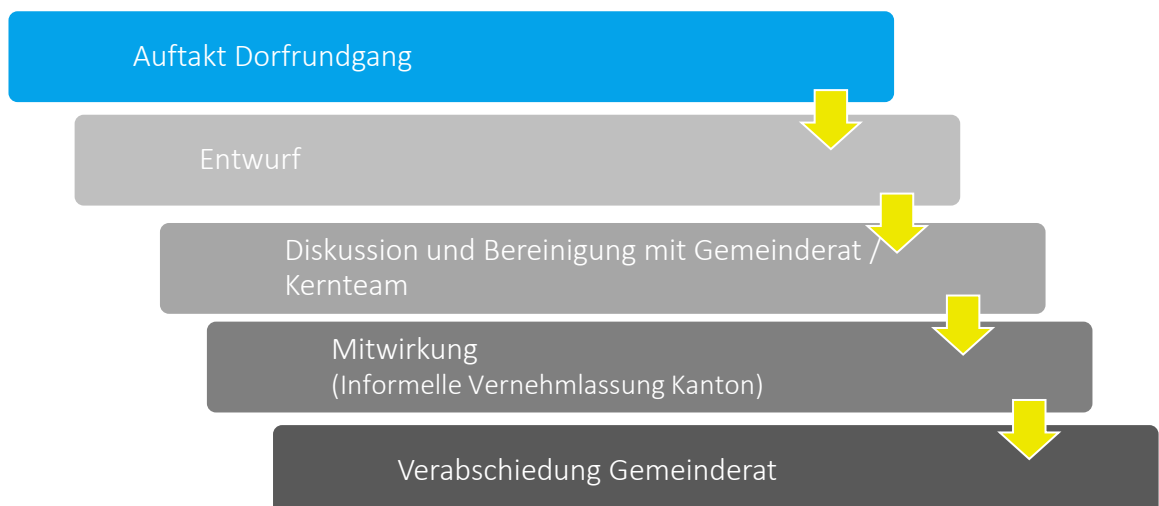 Auftakt Dorfrundgang
Entwurf
Diskussion und Bereinigung mit Gemeinderat /
Kernteam
Mitwirkung
(Informelle Vernehmlassung Kanton)
Verabschiedung Gemeinderat